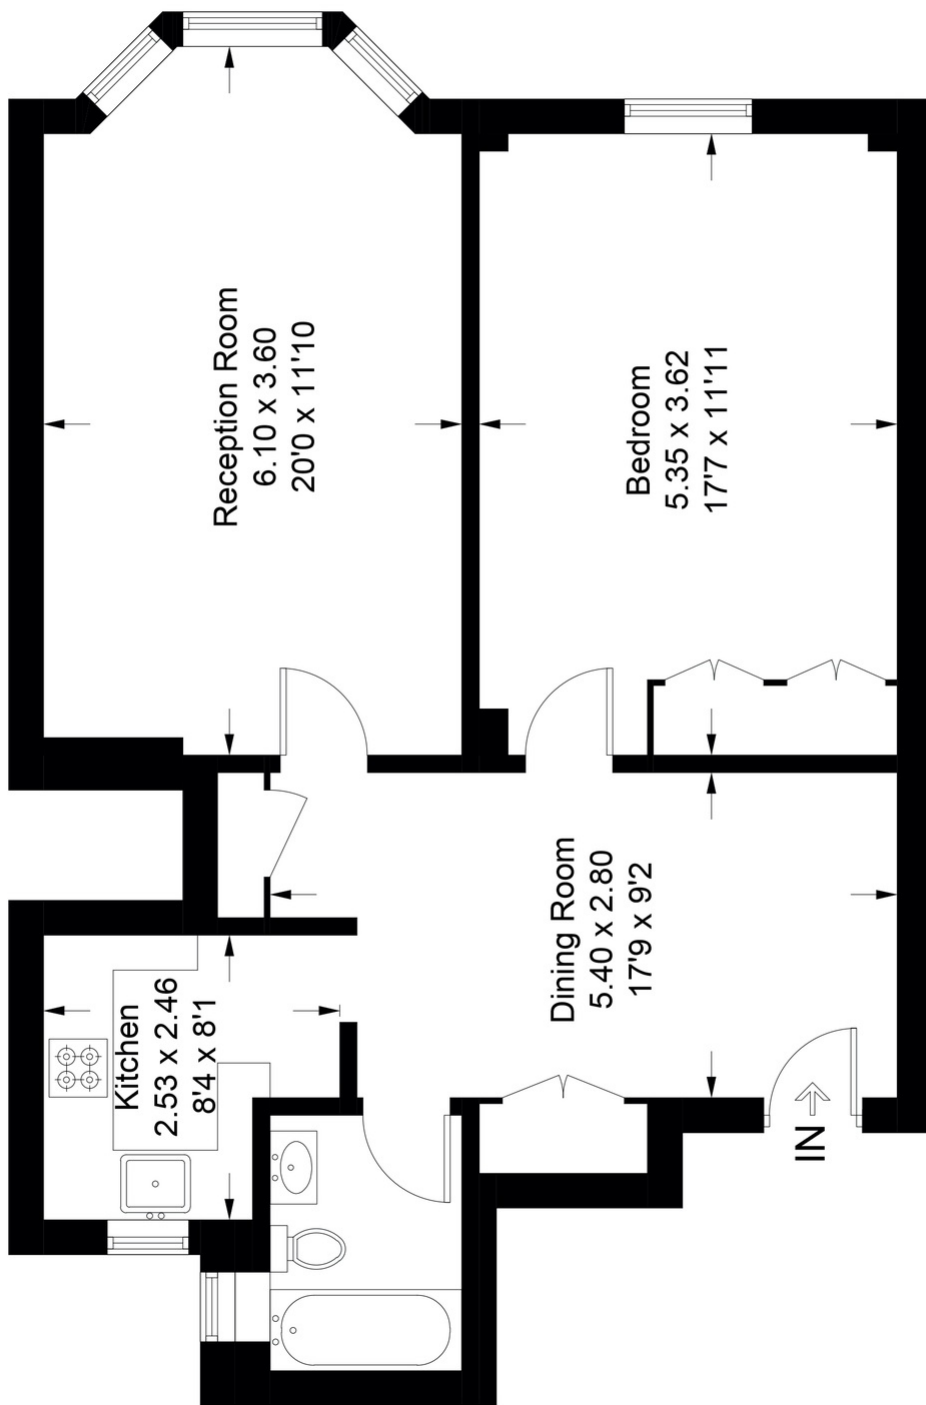 Reception Room
6.10 x 3.60
20'0 x 11'10
Bedroom
5.35 x 3.62
17'7 x 11'11
Dining Room
5.40 x 2.80
17'9 x 9'2
Kitchen
2.53 x 2.46
8'4 x 8'1
IN